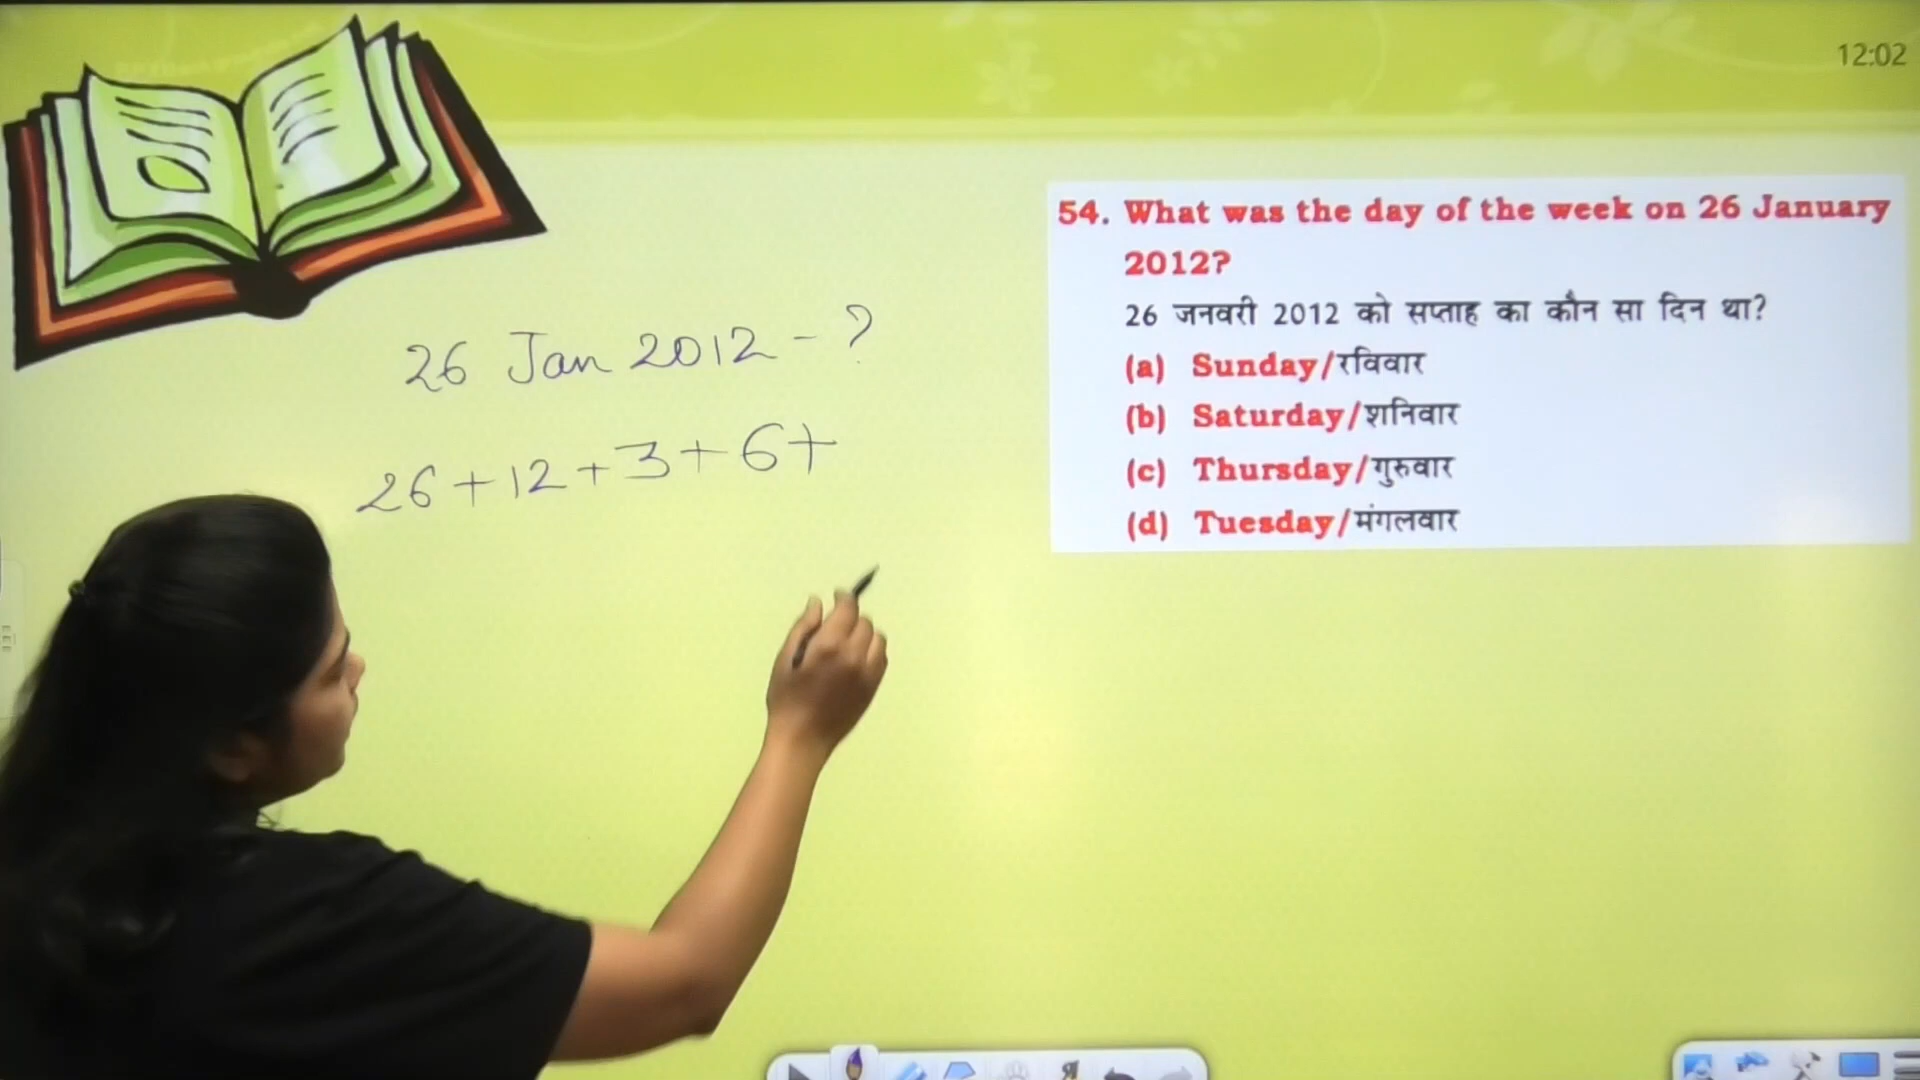 12:02
54. What was the day of the week on 26 January
2012?
26 जनवरी 2012 को सप्ताह का कौन सा दिन था?
(a) Sunday/रविवार
(b) Saturday/शनिवार
(c) Thursday/गुरुवार
(d) Tuesday/मंगलवार
26 Jan 2012 - ?
26+12+3+6+